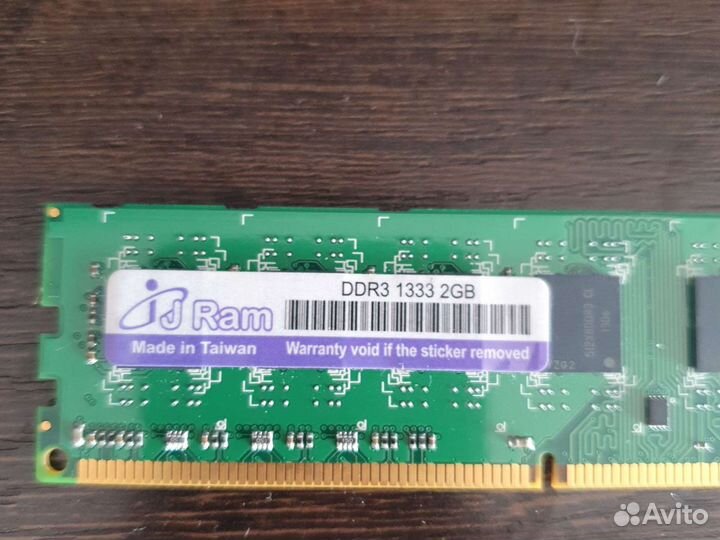 DDR3 1333 2GB
iJ Ram
Made in Taiwan
Warranty void if the sticker removed
Avito